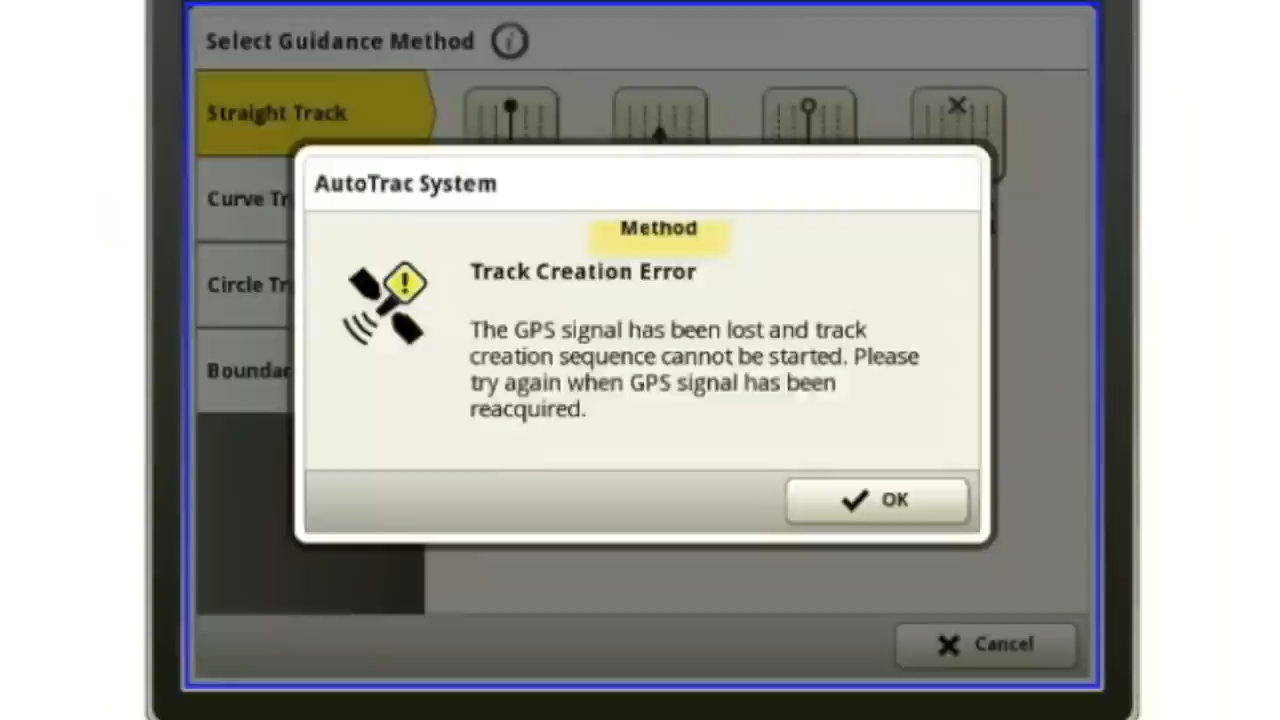 Select Guidance Method
Straight Track
Curve Tr
Circle Tr
Boundar
AutoTrac System
Method
Track Creation Error
The GPS signal has been lost and track
creation sequence cannot be started. Please
try again when GPS signal has been
reacquired.
OK
Cancel